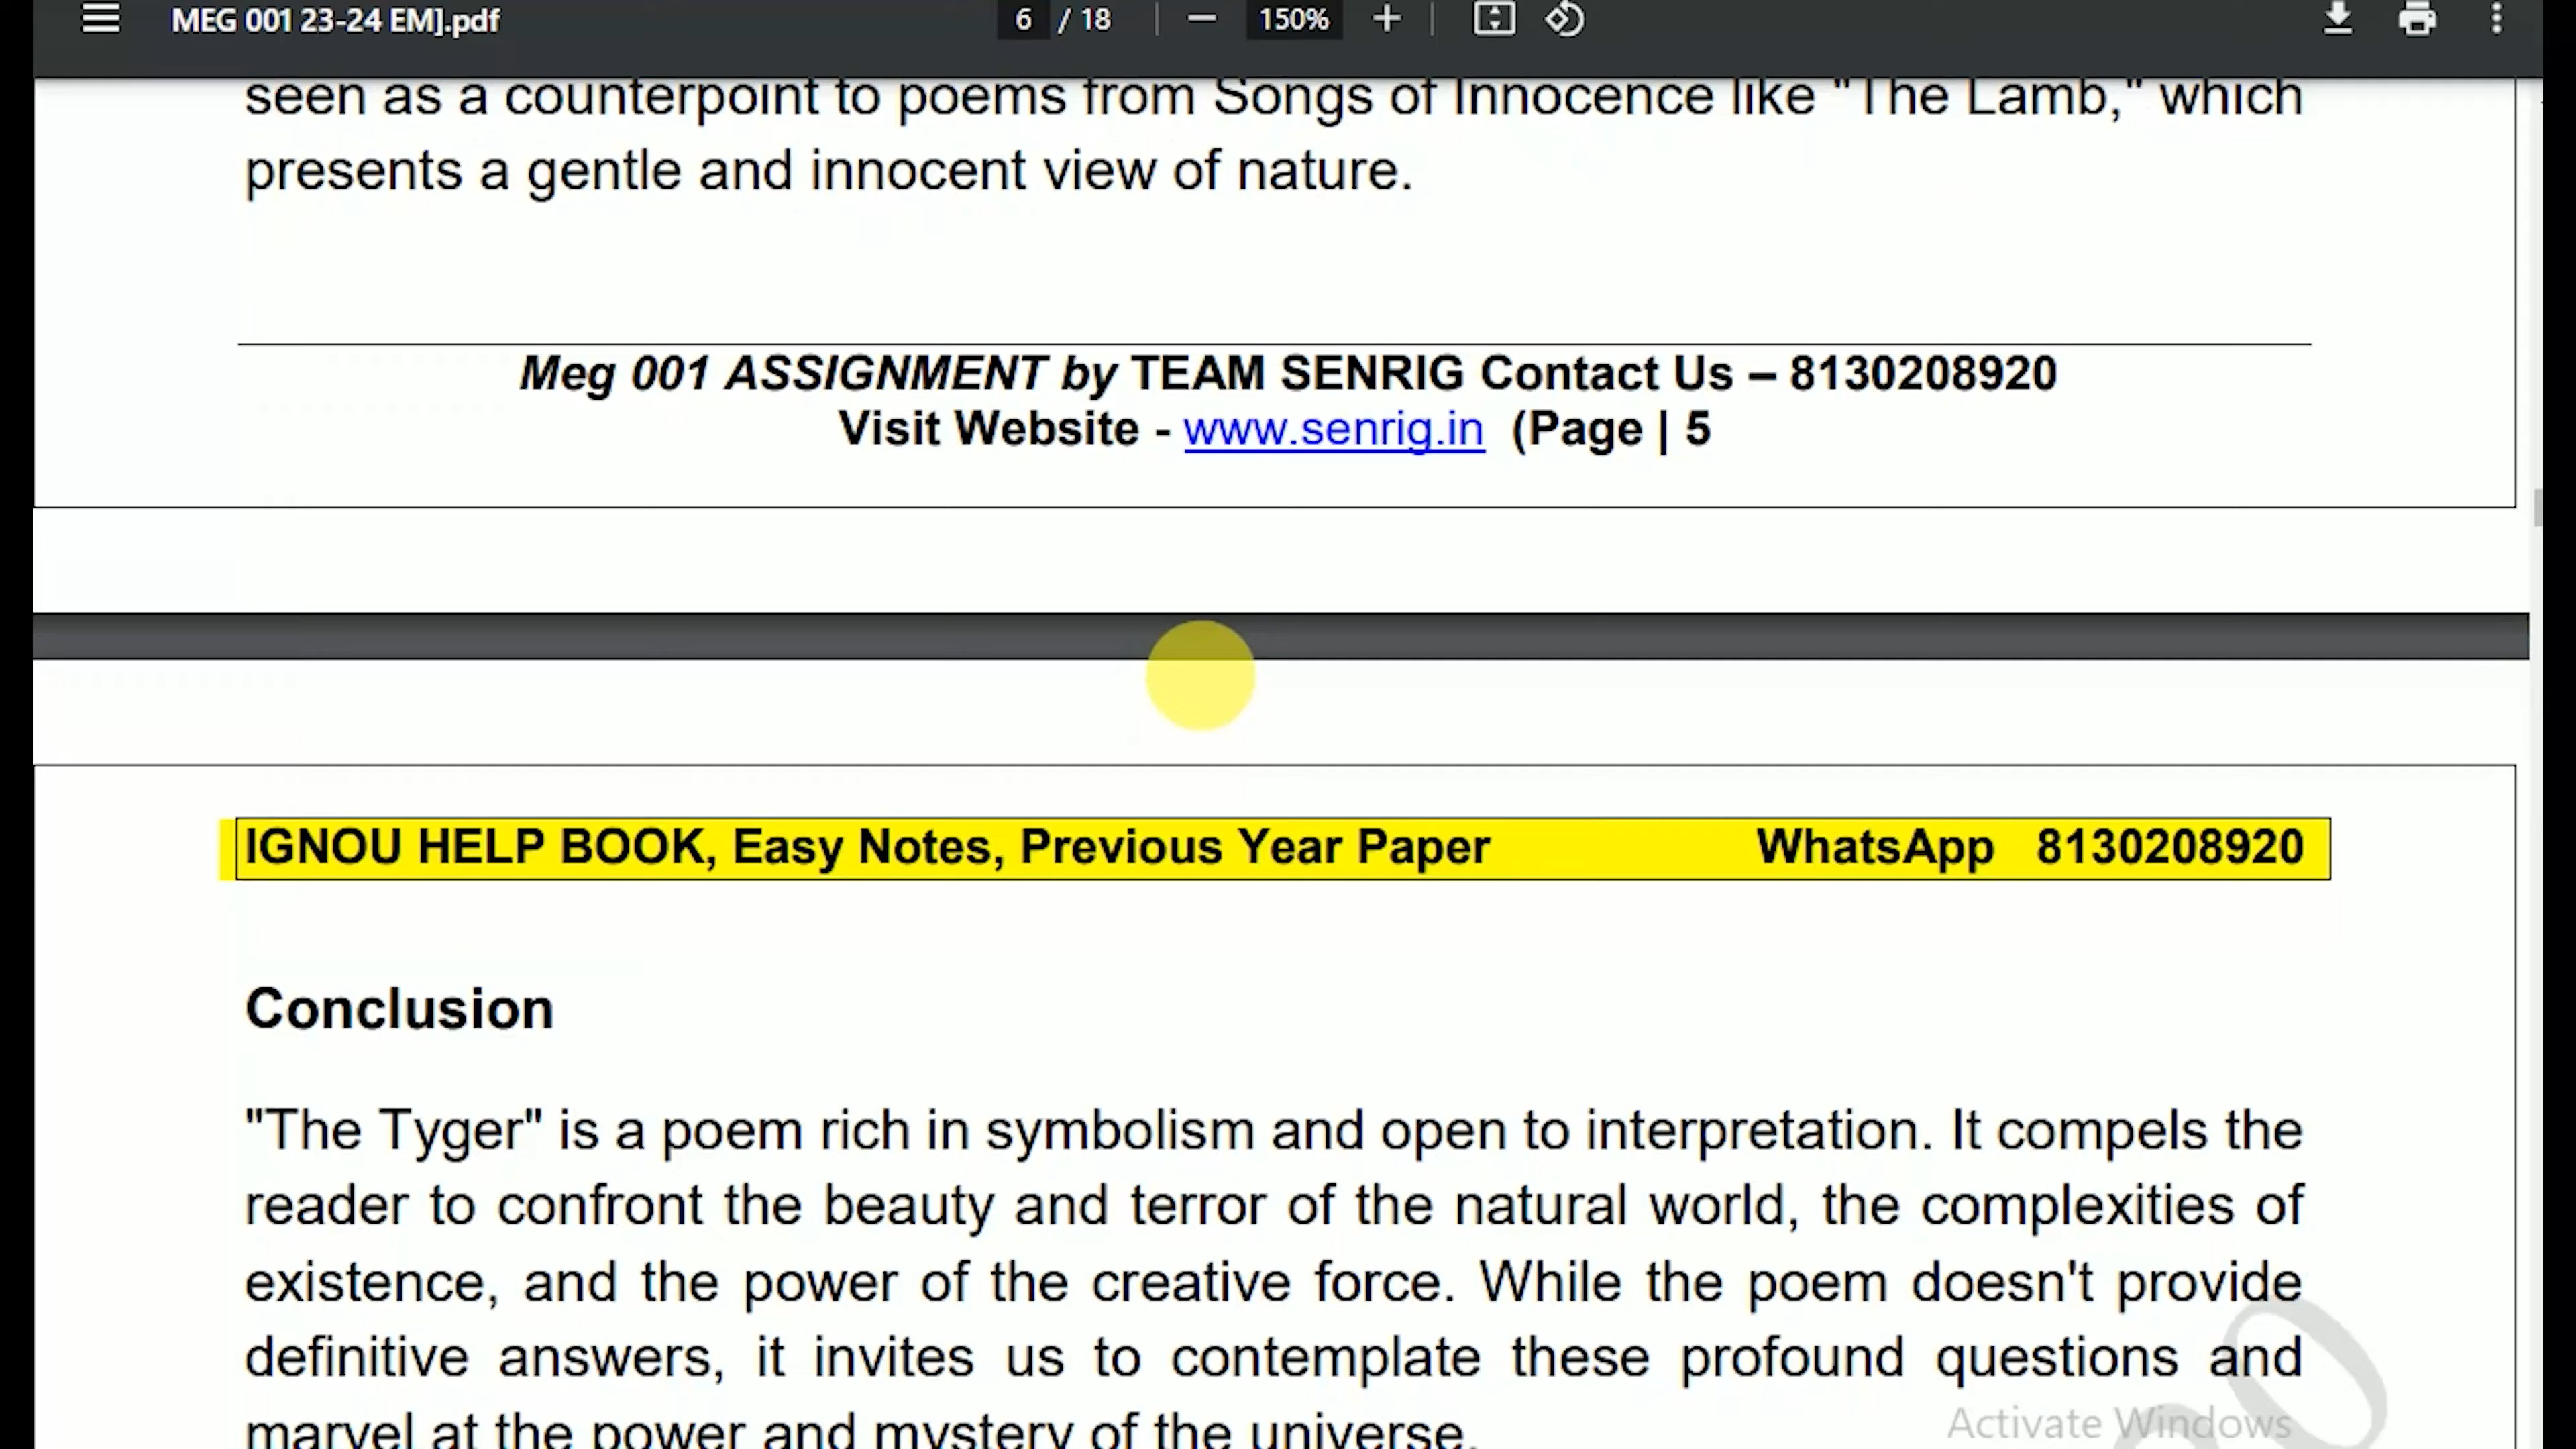 MEG 001 23-24 EM].pdf
6 / 18
150%
seen as a counterpoint to poems from Songs of Innocence like "The Lamb," which
presents a gentle and innocent view of nature.
Meg 001 ASSIGNMENT by TEAM SENRIG Contact Us – 8130208920
Visit Website - www.senrig.in (Page | 5
IGNOU HELP BOOK, Easy Notes, Previous Year Paper WhatsApp 8130208920
Conclusion
"The Tyger" is a poem rich in symbolism and open to interpretation. It compels the
reader to confront the beauty and terror of the natural world, the complexities of
existence, and the power of the creative force. While the poem doesn't provide
definitive answers, it invites us to contemplate these profound questions and
marvel at the power and mystery of the universe.
Activate Windows